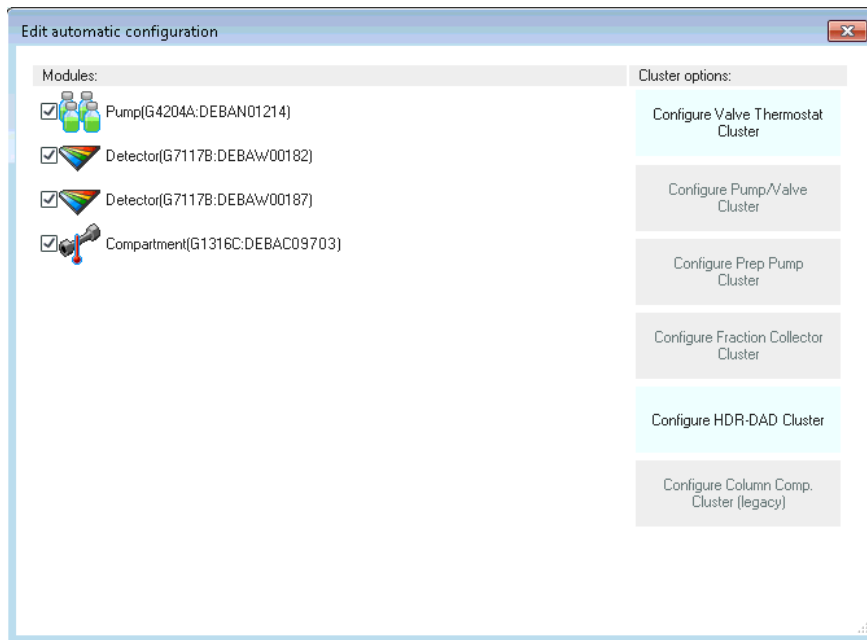 Edit automatic configuration
Modules:
Cluster options:
Pump(G4204A:DEBAN01214)
Detector(G7117B:DEBAW00182)
Detector(G7117B:DEBAW00187)
Compartment(G1316C:DEBAC09703)
Configure Valve Thermostat
Cluster
Configure Pump/Valve
Cluster
Configure Prep Pump
Cluster
Configure Fraction Collector
Cluster
Configure HDR-DAD Cluster
Configure Column Comp.
Cluster (legacy)